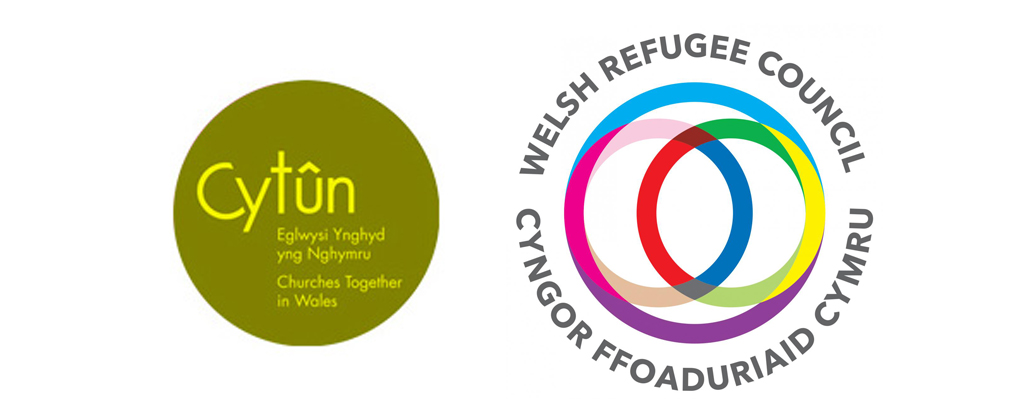 Cytûn
Eglwysi Ynghyd
yng Nghymru
Churches Together
in Wales
WELSH REFUGEE COUNCIL
CYNGOR FFOADURIAID CYMRU